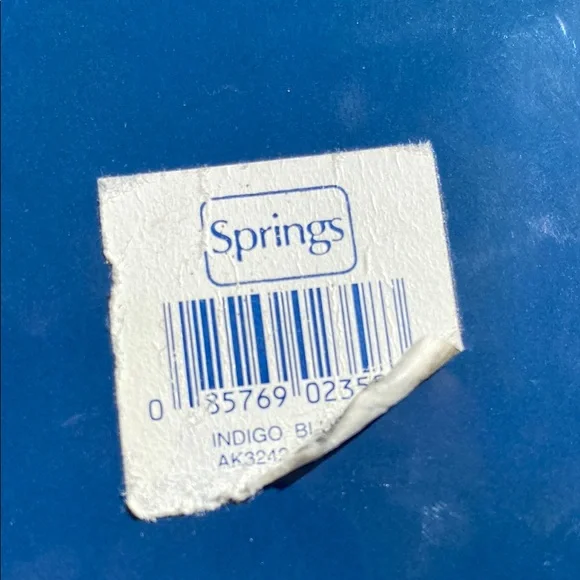 Springs
0 85769 0235
INDIGO
AK3242